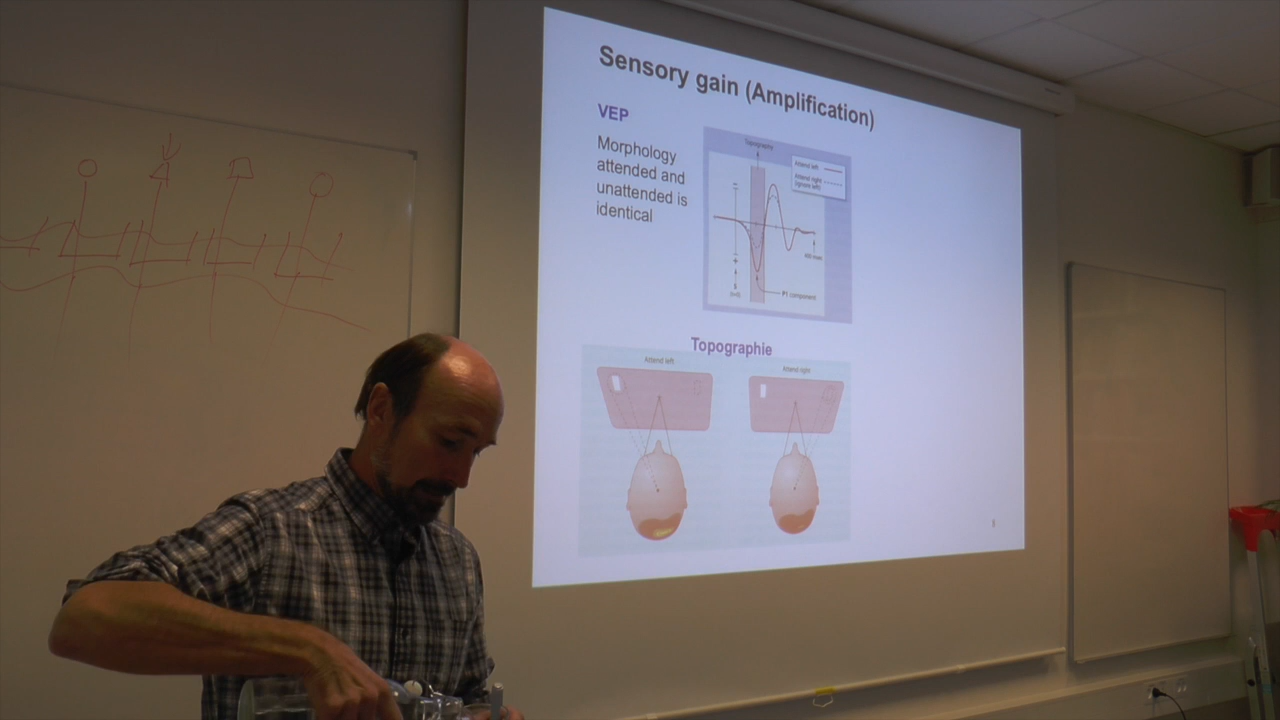 Sensory gain (Amplification)
VEP
Morphology
attended and
unattended is
identical
Topography
Attend left
Attend right
(ignore left)
400 msec
P1 component
Topographie
Attend left
Attend right